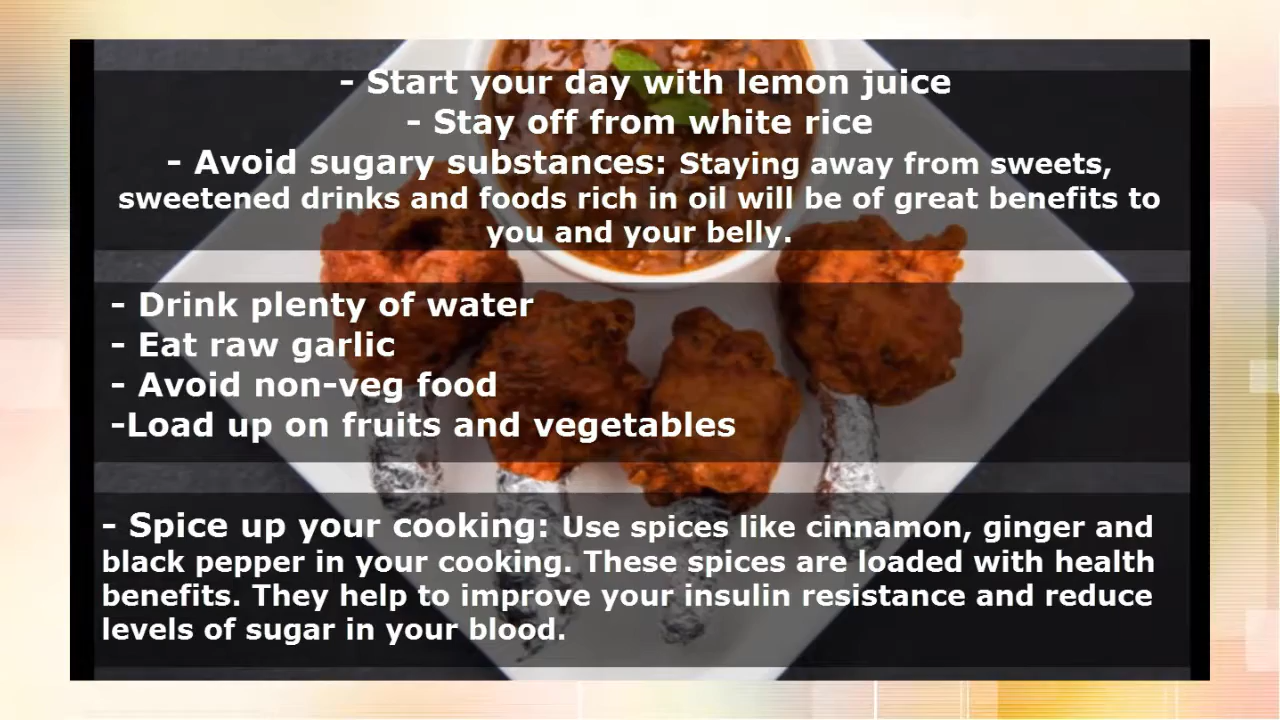 - Start your day with lemon juice
- Stay off from white rice
- Avoid sugary substances: Staying away from sweets,
sweetened drinks and foods rich in oil will be of great benefits to
you and your belly.
- Drink plenty of water
- Eat raw garlic
- Avoid non-veg food
-Load up on fruits and vegetables
- Spice up your cooking: Use spices like cinnamon, ginger and
black pepper in your cooking. These spices are loaded with health
benefits. They help to improve your insulin resistance and reduce
levels of sugar in your blood.